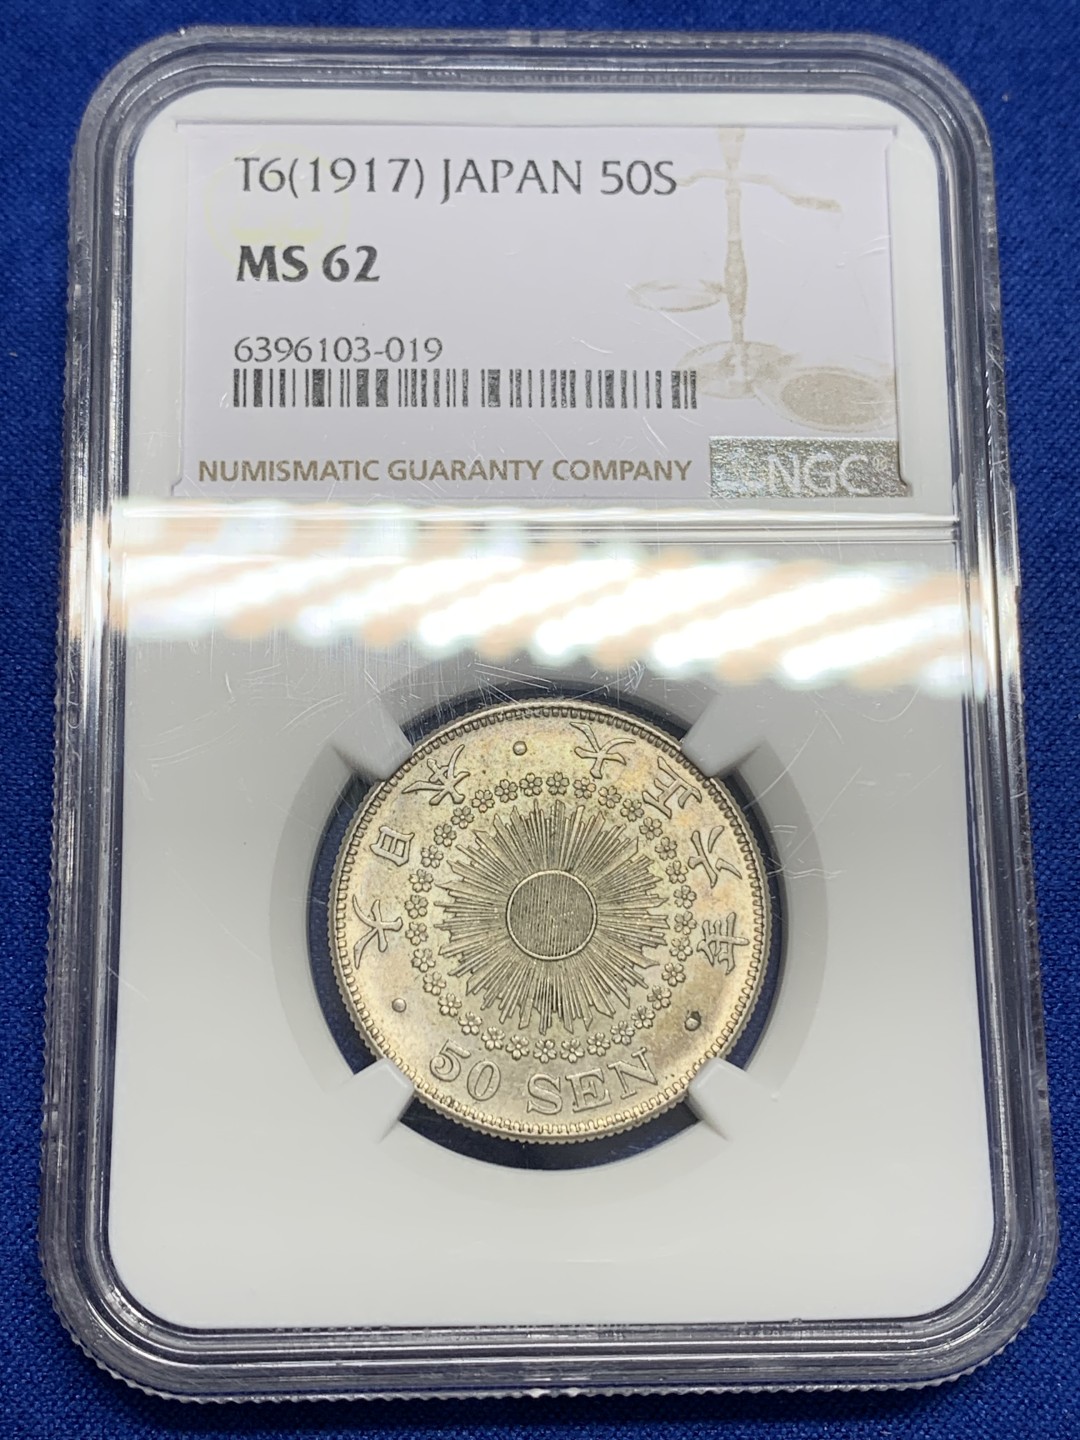 T6(1917) JAPAN 50S
MS 62
6396103-019
NUMISMATIC GUARANTY COMPANY
NGC®
大日本
大正六年
50 SEN